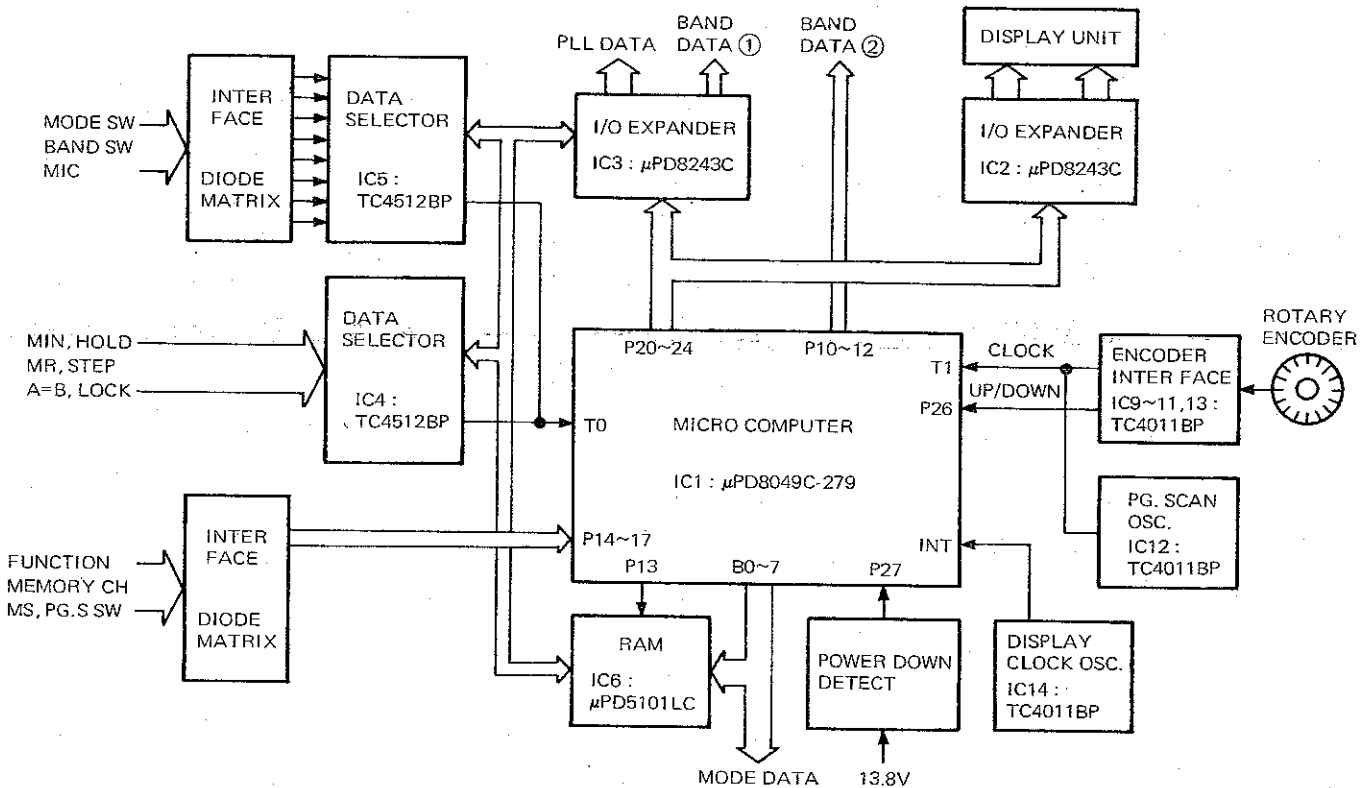 PLL DATA
BAND
DATA ①
BAND
DATA ②
DISPLAY UNIT
MODE SW
BAND SW
MIC
INTER
FACE
DIODE
MATRIX
DATA
SELECTOR
IC5 :
TC4512BP
I/O EXPANDER
IC3 : µPD8243C
I/O EXPANDER
IC2 : µPD8243C
MIN, HOLD
MR, STEP
A=B, LOCK
DATA
SELECTOR
IC4 :
TC4512BP
P20~24
P10~12
T1
P26
T0
MICRO COMPUTER
IC1 : µPD8049C-279
P14~17
INT
P13
B0~7
P27
CLOCK
UP/DOWN
ENCODER
INTER FACE
IC9~11,13 :
TC4011BP
ROTARY
ENCODER
PG. SCAN
OSC.
IC12 :
TC4011BP
FUNCTION
MEMORY CH
MS, PG.S SW
INTER
FACE
DIODE
MATRIX
RAM
IC6 :
µPD5101LC
POWER DOWN
DETECT
DISPLAY
CLOCK OSC.
IC14 :
TC4011BP
MODE DATA
13.8V